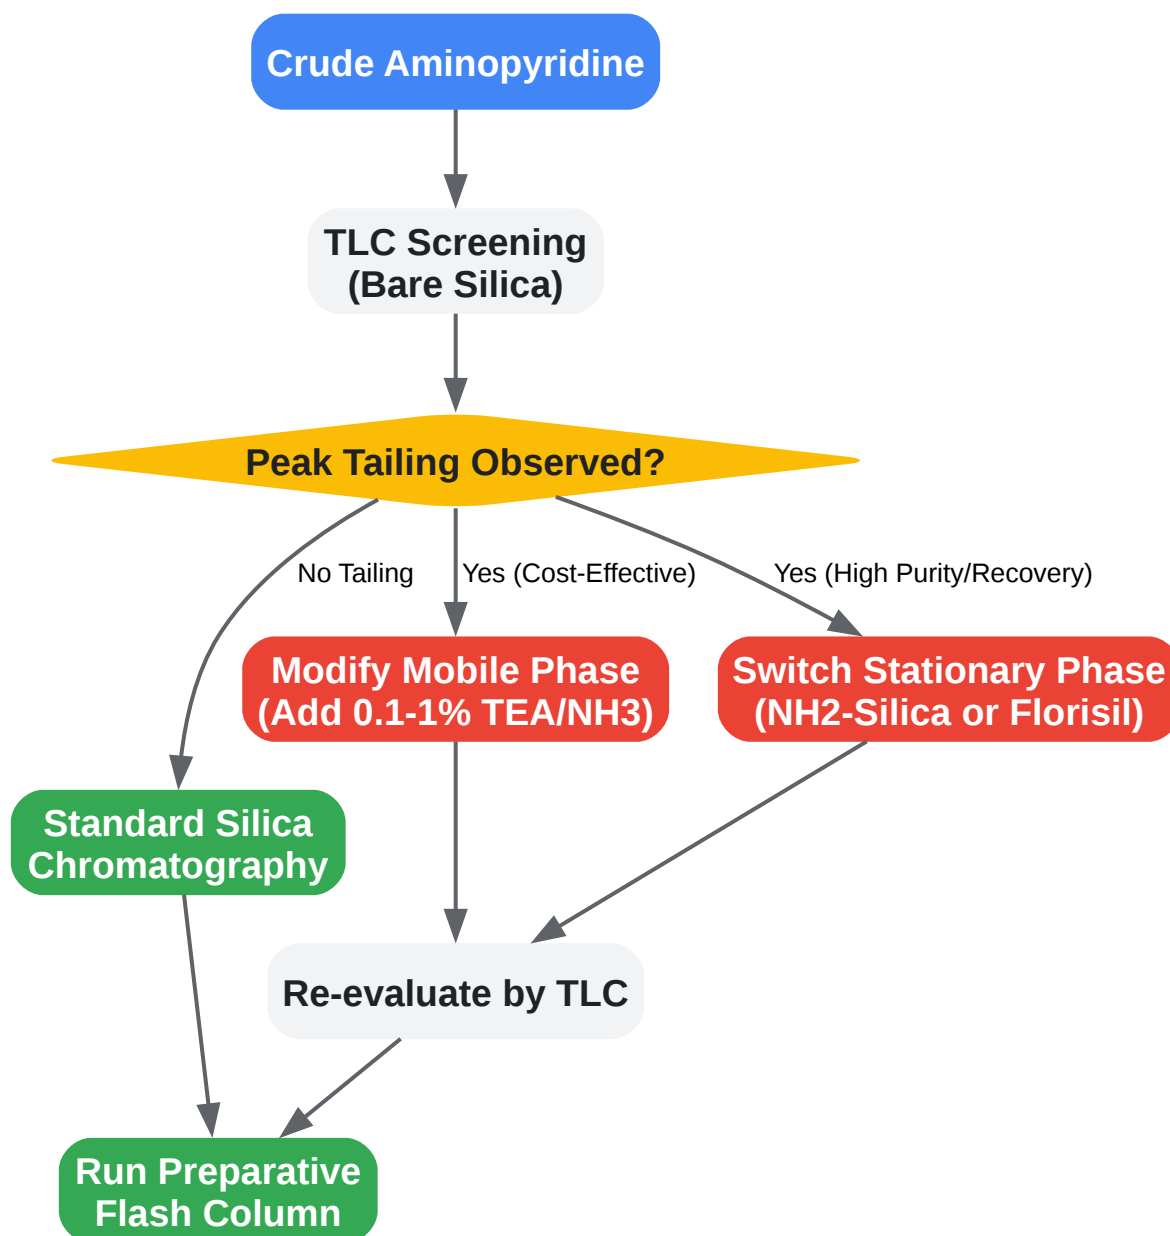 Crude Aminopyridine
TLC Screening
(Bare Silica)
Peak Tailing Observed?
No Tailing
Yes (Cost-Effective)
Yes (High Purity/Recovery)
Modify Mobile Phase
(Add 0.1-1% TEA/NH3)
Switch Stationary Phase
(NH2-Silica or Florisil)
Standard Silica
Chromatography
Re-evaluate by TLC
Run Preparative
Flash Column